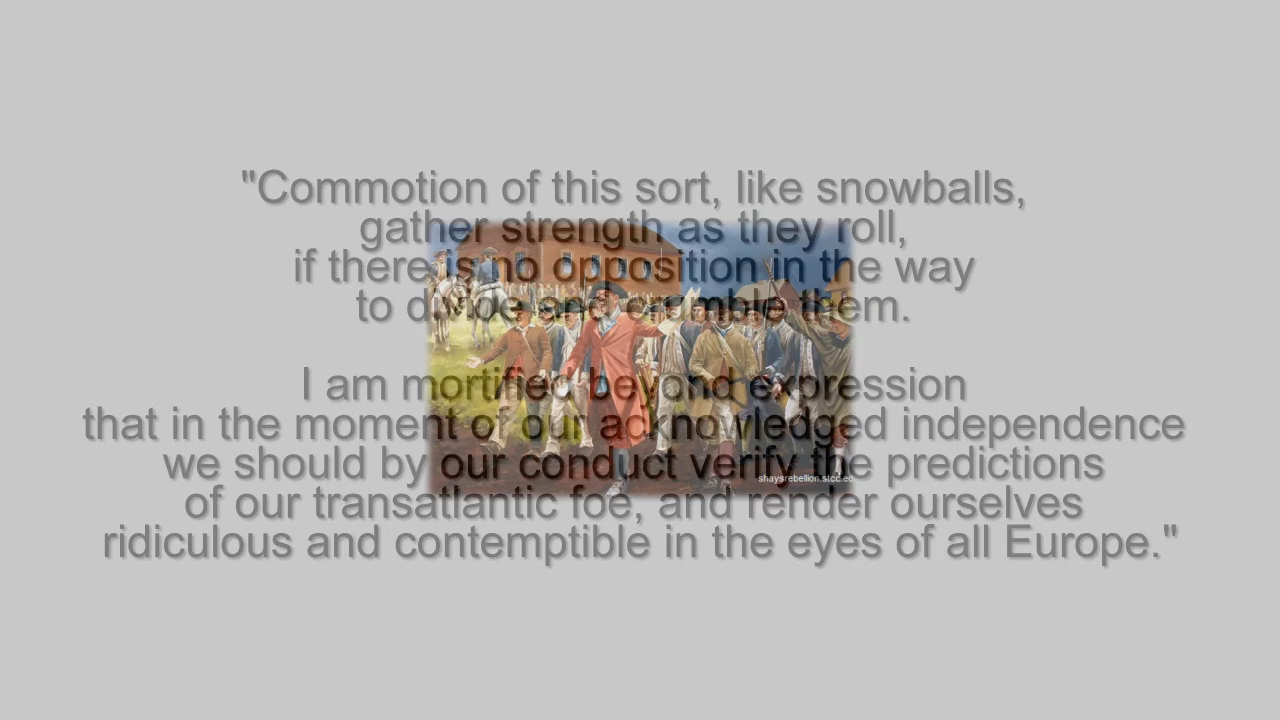 "Commotion of this sort, like snowballs,
gather strength as they roll,
if there is no opposition in the way
to divide and crumble them.
I am mortified beyond expression
that in the moment of our acknowledged independence
we should by our conduct verify the predictions
of our transatlantic foe, and render ourselves
ridiculous and contemptible in the eyes of all Europe."
shaysrebellion.stcc.ed